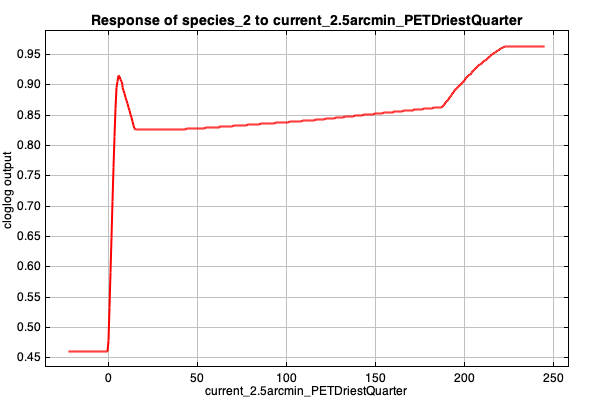 Response of species_2 to current_2.5arcmin_PETDriestQuarter
cloglog output
0.95
0.90
0.85
0.80
0.75
0.70
0.65
0.60
0.55
0.50
0.45
0 50 100 150 200 250
current_2.5arcmin_PETDriestQuarter